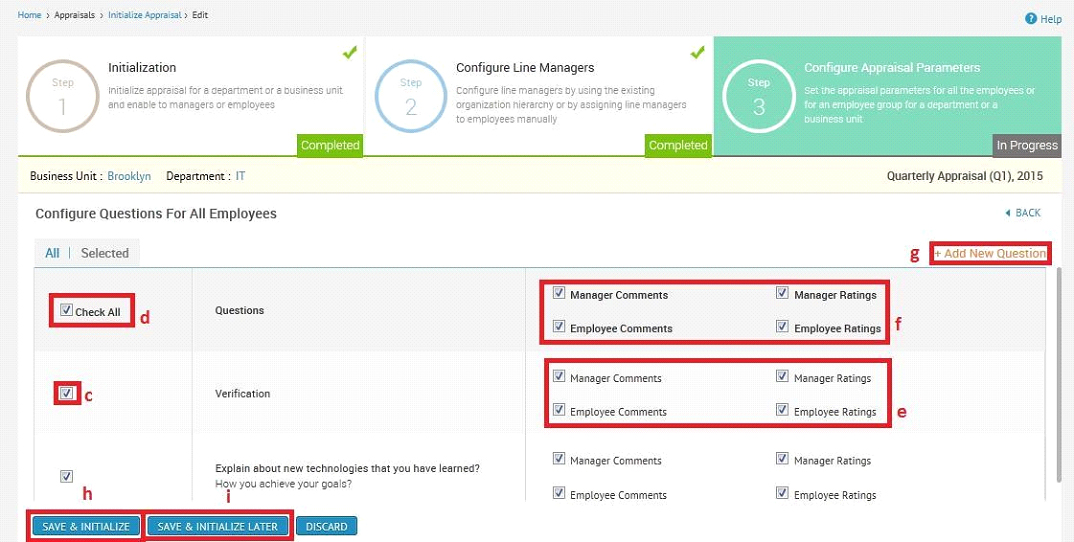 Home > Appraisals > Initialize Appraisal > Edit
? Help
Step 1
Initialization
Initialize appraisal for a department or a business unit
and enable to managers or employees
Completed
Step 2
Configure Line Managers
Configure line managers by using the existing
organization hierarchy or by assigning line managers
to employees manually
Completed
Step 3
Configure Appraisal Parameters
Set the appraisal parameters for all the employees or
for an employee group for a department or a
business unit
In Progress
Business Unit : Brooklyn Department : IT
Quarterly Appraisal (Q1), 2015
Configure Questions For All Employees
BACK
All | Selected
g + Add New Question
Check All d
Questions
Manager Comments Manager Ratings
Employee Comments Employee Ratings f
c
Verification
Manager Comments Manager Ratings
Employee Comments Employee Ratings e
Explain about new technologies that you have learned?
How you achieve your goals?
Manager Comments Manager Ratings
Employee Comments Employee Ratings
h i
SAVE & INITIALIZE SAVE & INITIALIZE LATER DISCARD